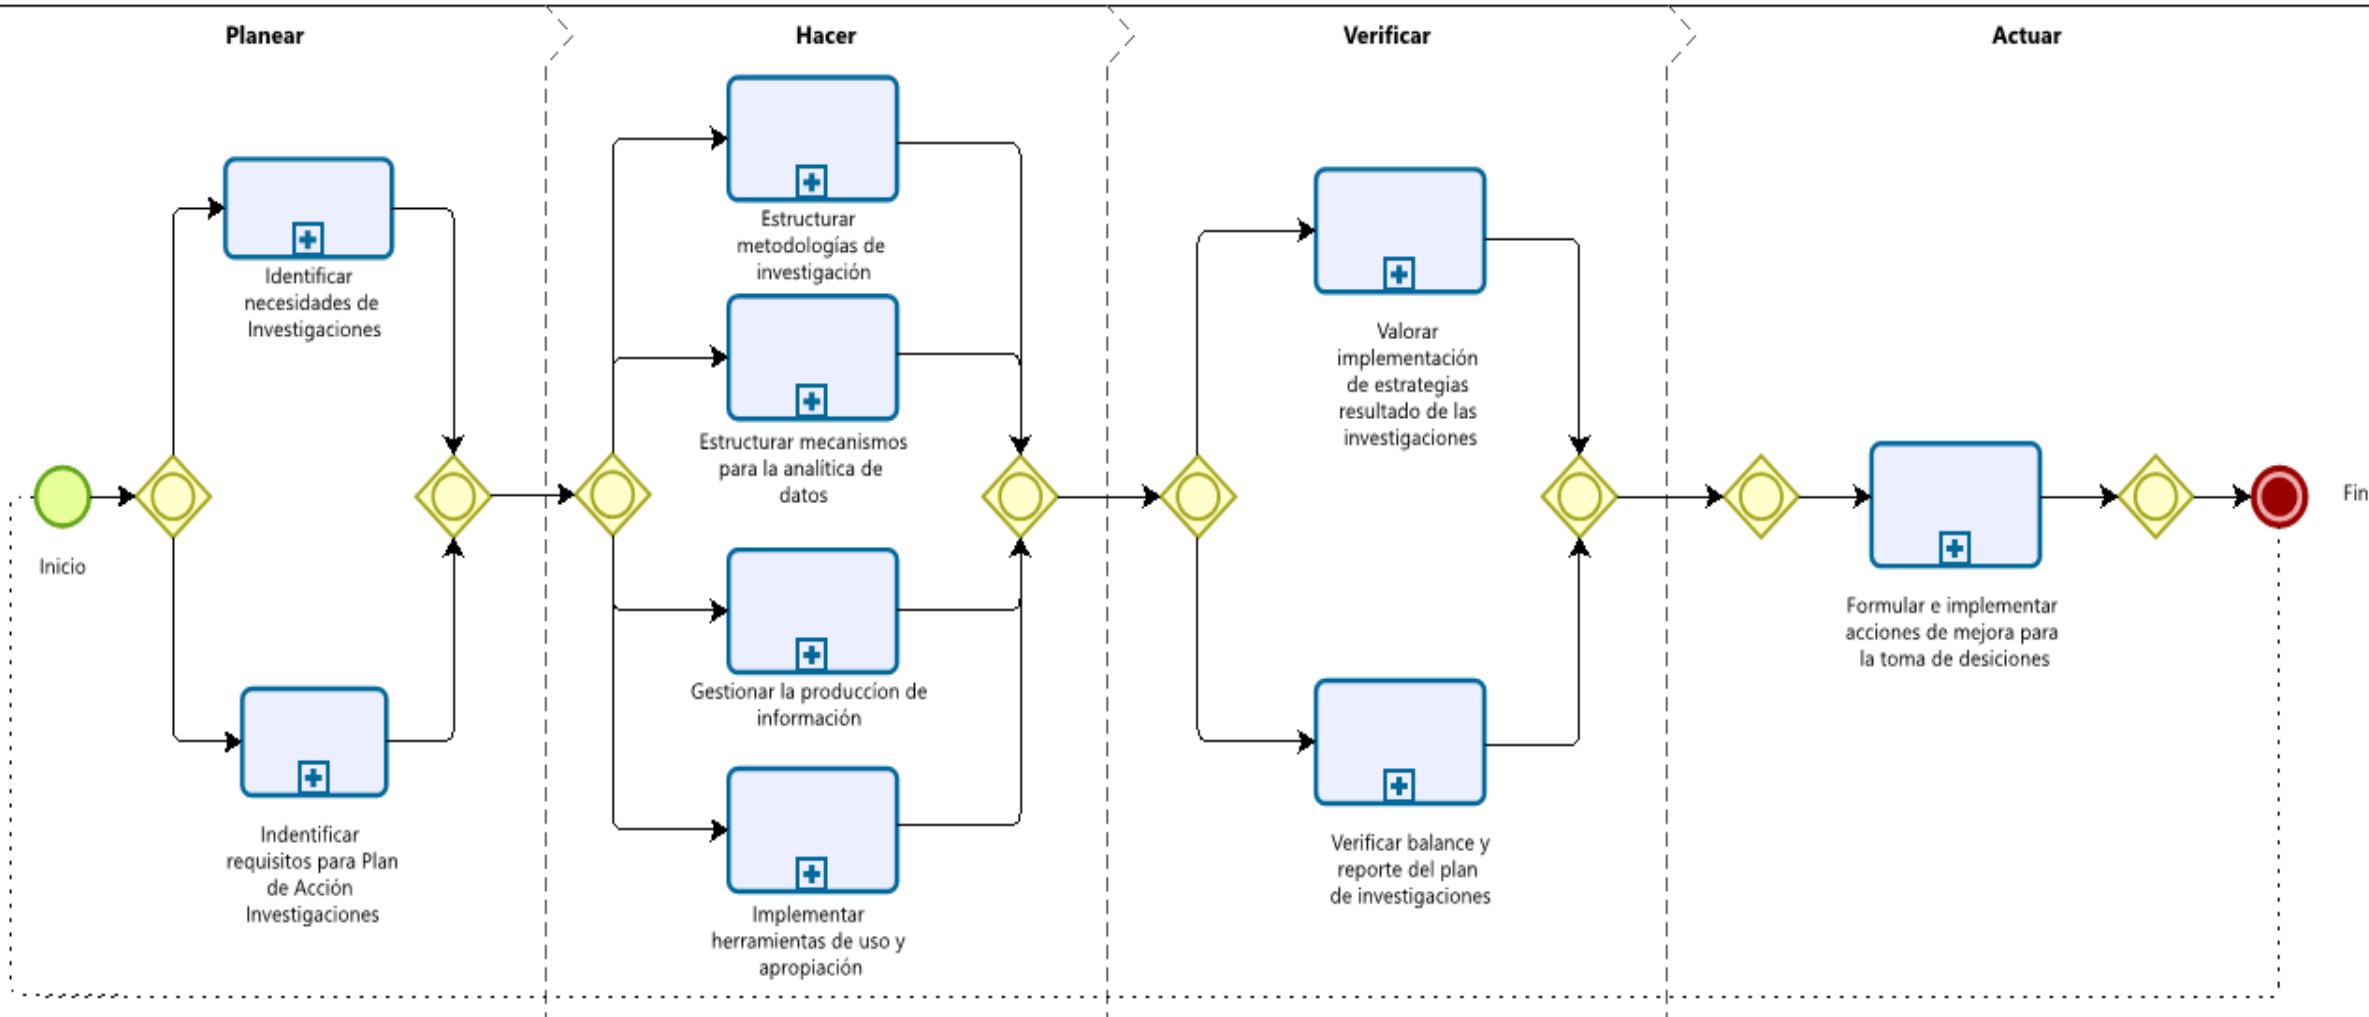 Planear
Hacer
Verificar
Actuar
Inicio
Identificar
necesidades de
Investigaciones
Indentificar
requisitos para Plan
de Acción
Investigaciones
Estructurar
metodologías de
investigación
Estructurar mecanismos
para la analítica de
datos
Gestionar la produccíon de
información
Implementar
herramientas de uso y
apropiación
Valorar
implementación
de estrategias
resultado de las
investigaciones
Verificar balance y
reporte del plan
de investigaciones
Formular e implementar
acciones de mejora para
la toma de desiciones
Fin